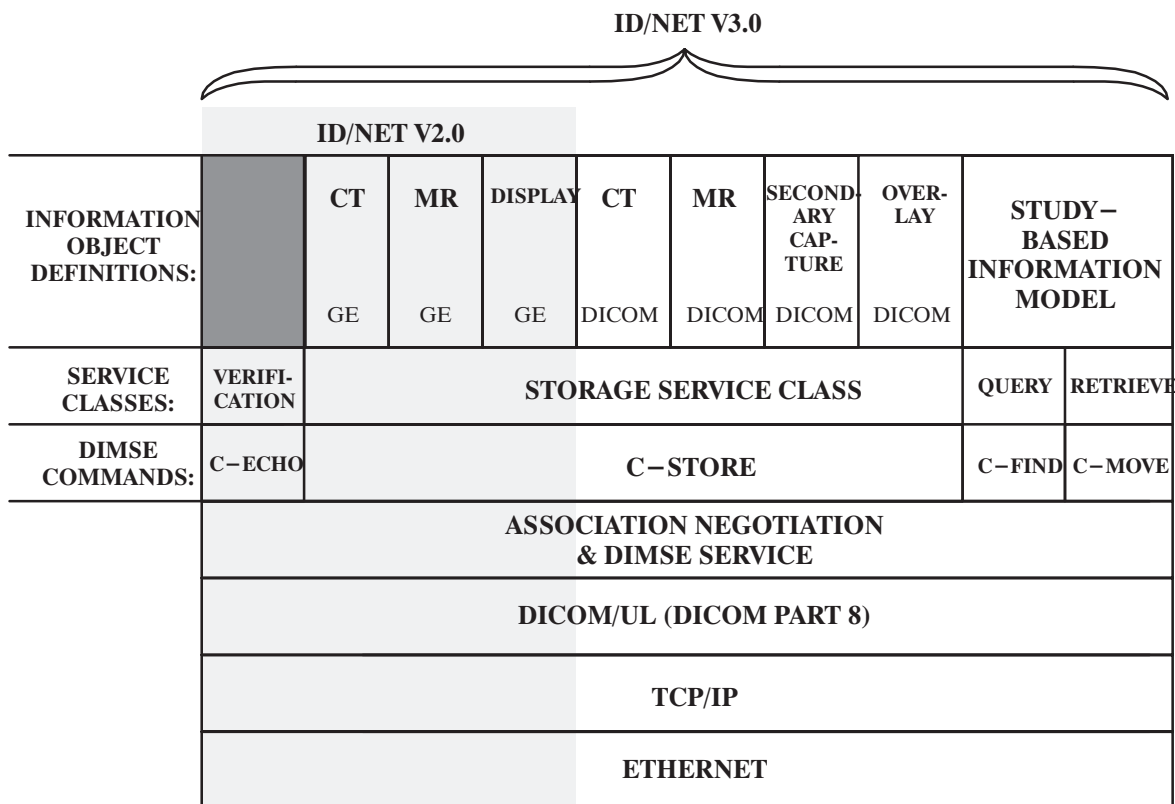 ID/NET V3.0
ID/NET V2.0
INFORMATION
OBJECT
DEFINITIONS:
CT
GE
MR
GE
DISPLAY
GE
CT
DICOM
MR
DICOM
SECOND-
ARY
CAP-
TURE
DICOM
OVER-
LAY
DICOM
STUDY–
BASED
INFORMATION
MODEL
SERVICE
CLASSES:
VERIFI-
CATION
STORAGE SERVICE CLASS
QUERY
RETRIEVE
DIMSE
COMMANDS:
C–ECHO
C–STORE
C–FIND
C–MOVE
ASSOCIATION NEGOTIATION
& DIMSE SERVICE
DICOM/UL (DICOM PART 8)
TCP/IP
ETHERNET